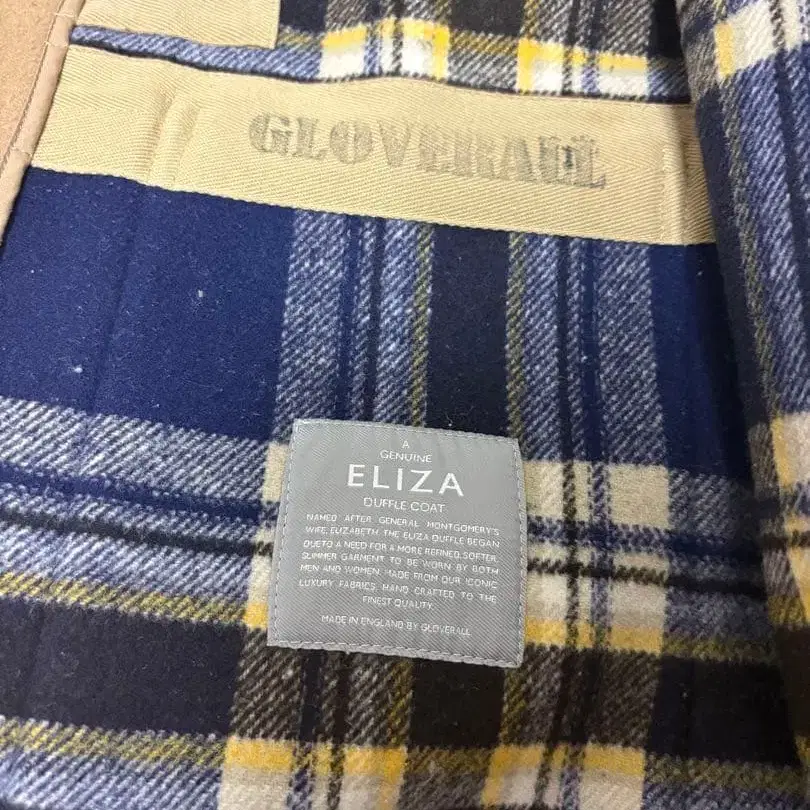 GLOVERALL
A
GENUINE
ELIZA
DUFFLE COAT
NAMED AFTER GENERAL MONTGOMERY'S
WIFE, ELIZABETH, THE ELIZA DUFFLE BEGAN
DUE TO A NEED FOR A MORE REFINED, SOFTER,
SLIMMER GARMENT TO BE WORN BY BOTH
MEN AND WOMEN. MADE FROM OUR ICONIC
LUXURY FABRICS. HAND CRAFTED TO THE
FINEST QUALITY.
MADE IN ENGLAND BY GLOVERALL